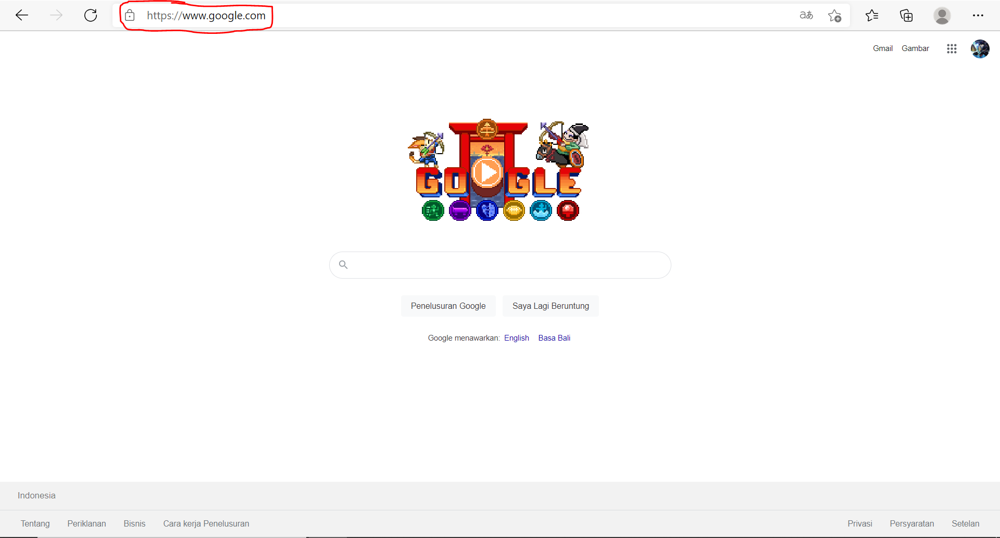 https://www.google.com
Gmail Gambar
GOOGLE
Penelusuran Google Saya Lagi Beruntung
Google menawarkan: English Basa Bali
Indonesia
Tentang Periklanan Bisnis Cara kerja Penelusuran Privasi Persyaratan Setelan